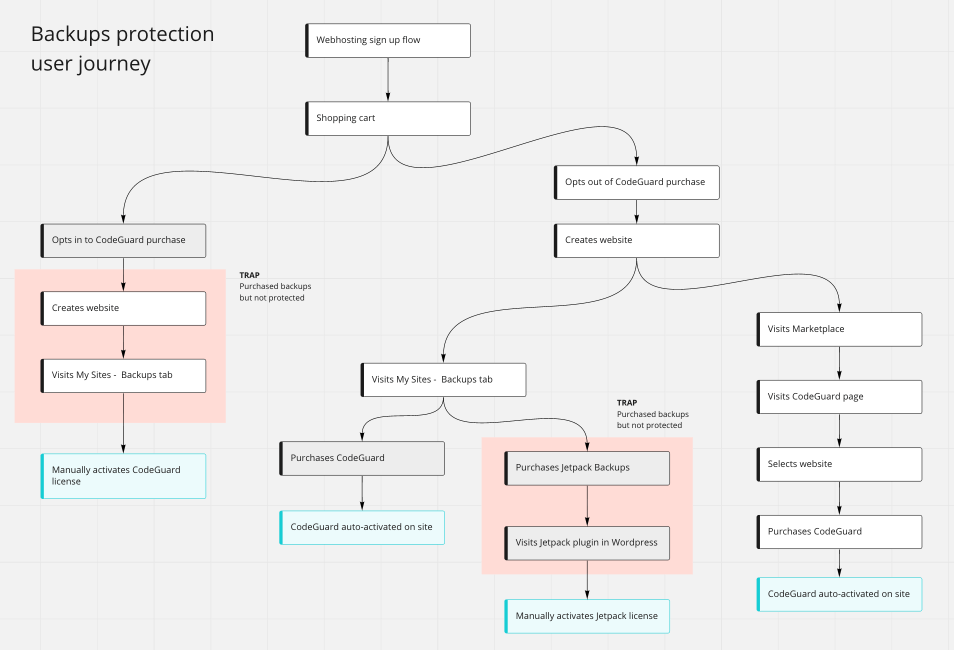 Backups protection
user journey
Webhosting sign up flow
Shopping cart
Opts out of CodeGuard purchase
Opts in to CodeGuard purchase
Creates website
TRAP
Purchased backups
but not protected
Creates website
Visits My Sites - Backups tab
Manually activates CodeGuard
license
Visits My Sites - Backups tab
Purchases CodeGuard
CodeGuard auto-activated on site
TRAP
Purchased backups
but not protected
Purchases Jetpack Backups
Visits Jetpack plugin in Wordpress
Manually activates Jetpack license
Visits Marketplace
Visits CodeGuard page
Selects website
Purchases CodeGuard
CodeGuard auto-activated on site